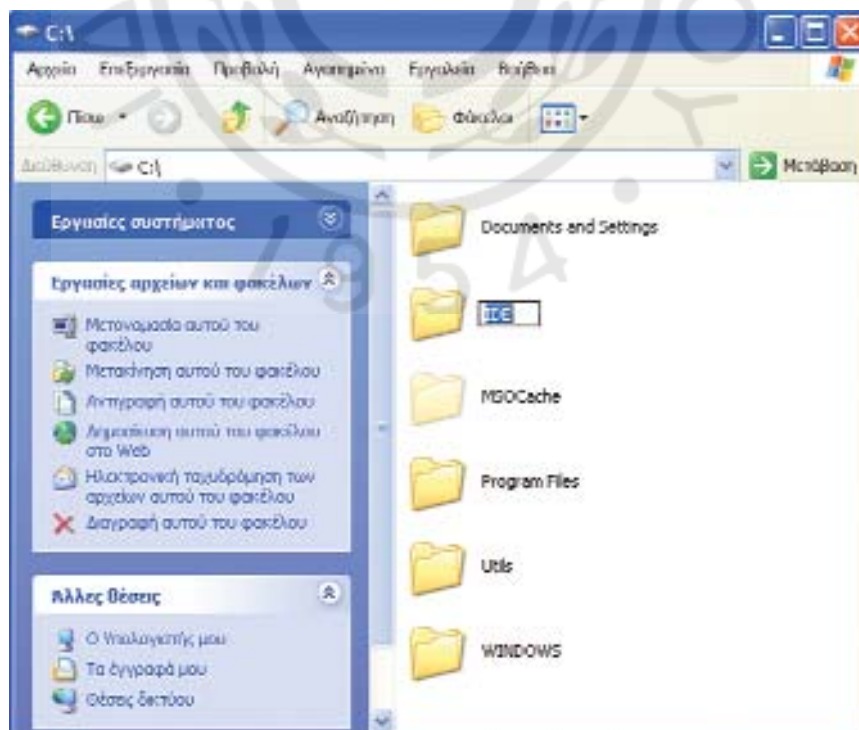 C:\
Αρχείο Επεξεργασία Προβολή Αγαπημένα Εργαλεία Βοήθεια
Πίσω Αναζήτηση Φάκελοι
Διεύθυνση C:\ Μετάβαση
Εργασίες συστήματος
Εργασίες αρχείων και φακέλων
Μετονομασία αυτού του
φακέλου
Μετακίνηση αυτού του φακέλου
Αντιγραφή αυτού του φακέλου
Δημοσίευση αυτού του φακέλου
στο Web
Ηλεκτρονική ταχυδρόμηση των
αρχείων αυτού του φακέλου
Διαγραφή αυτού του φακέλου
Άλλες θέσεις
Ο Υπολογιστής μου
Τα έγγραφά μου
Θέσεις δικτύου
Documents and Settings
IDE
MSOCache
Program Files
Utils
WINDOWS
1954